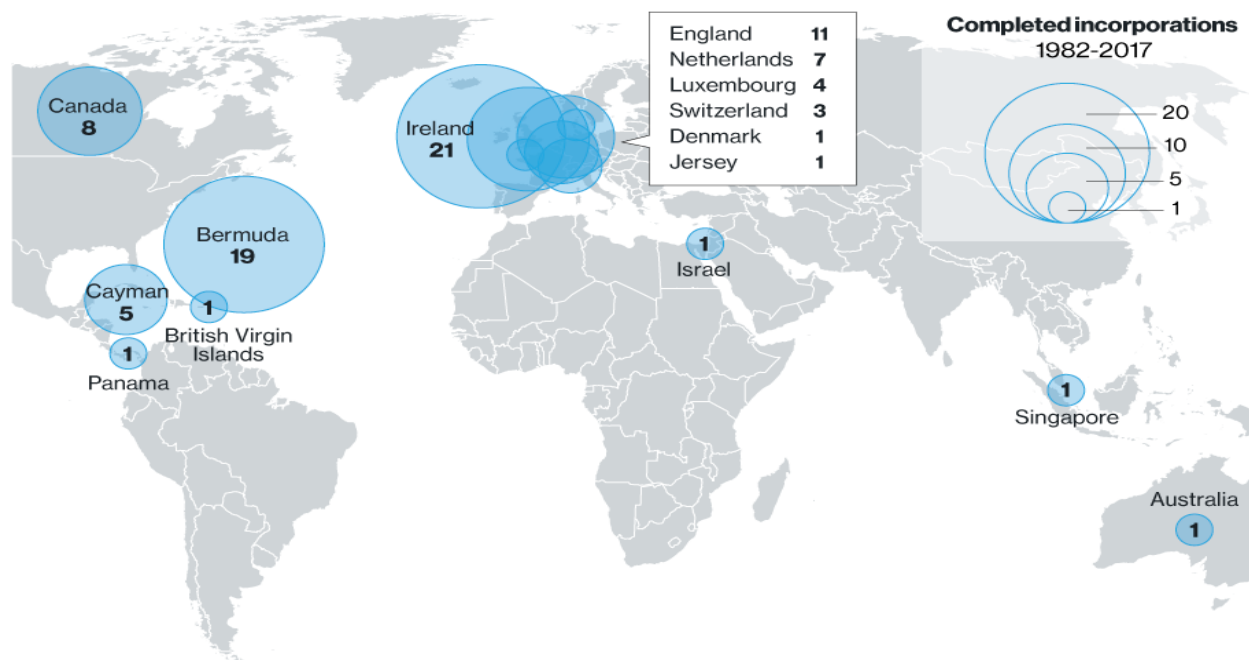 Completed incorporations
1982-2017
20
10
5
1
England 11
Netherlands 7
Luxembourg 4
Switzerland 3
Denmark 1
Jersey 1
Canada
8
Ireland
21
Bermuda
19
Cayman
5
1
British Virgin
Islands
1
Panama
1
Israel
1
Singapore
Australia
1